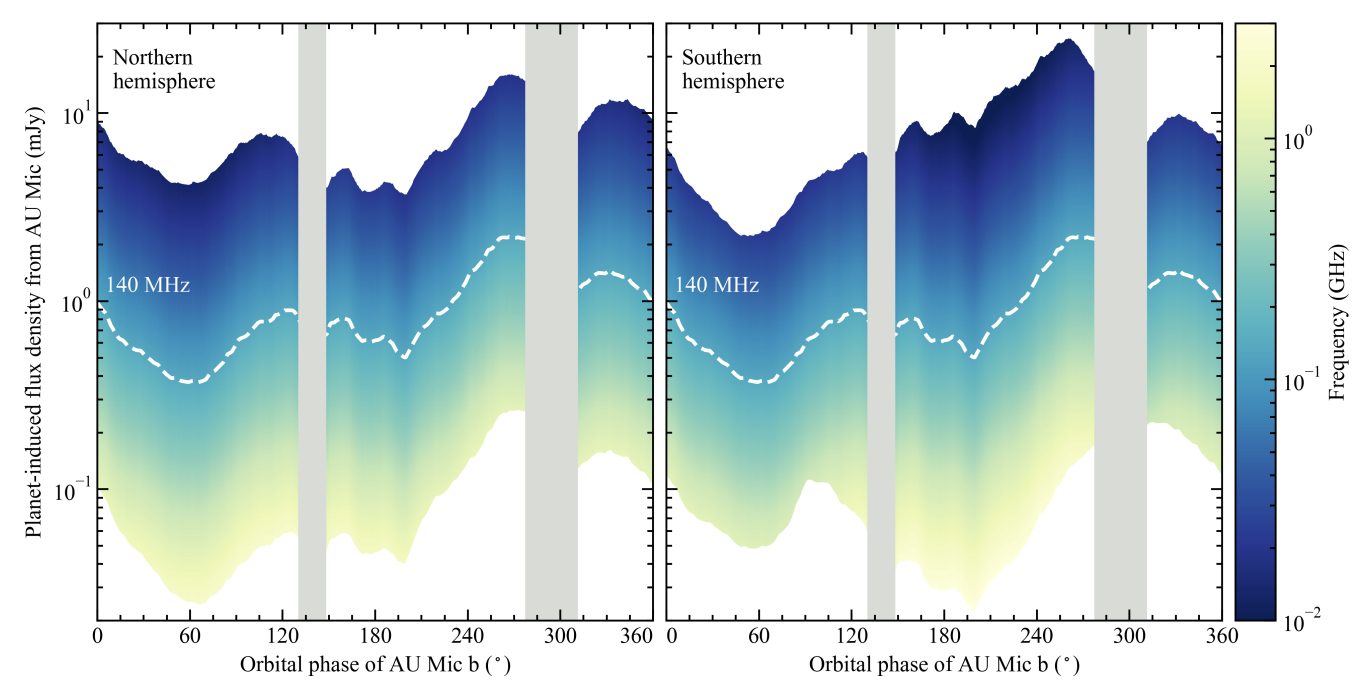 Planet-induced flux density from AU Mic (mJy)
10^1
10^0
10^-1
Northern
hemisphere
140 MHz
0 60 120 180 240 300 360
Orbital phase of AU Mic b (°)
Southern
hemisphere
140 MHz
0 60 120 180 240 300 360
Orbital phase of AU Mic b (°)
10^0
10^-1
10^-2
Frequency (GHz)